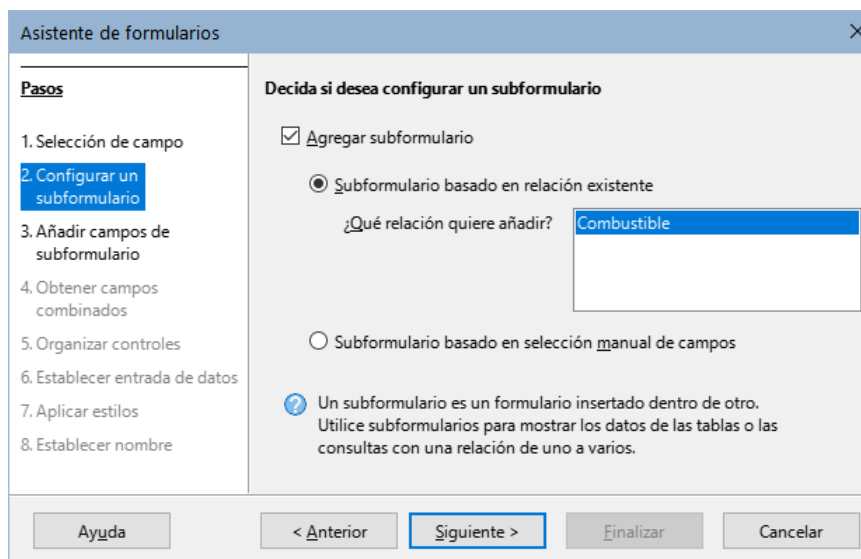 Asistente de formularios
Pasos
1. Selección de campo
2. Configurar un
subformulario
3. Añadir campos de
subformulario
4. Obtener campos
combinados
5. Organizar controles
6. Establecer entrada de datos
7. Aplicar estilos
8. Establecer nombre
Decida si desea configurar un subformulario
Agregar subformulario
Subformulario basado en relación existente
¿Qué relación quiere añadir?
Combustible
Subformulario basado en selección manual de campos
Un subformulario es un formulario insertado dentro de otro.
Utilice subformularios para mostrar los datos de las tablas o las
consultas con una relación de uno a varios.
Ayuda
< Anterior
Siguiente >
Finalizar
Cancelar